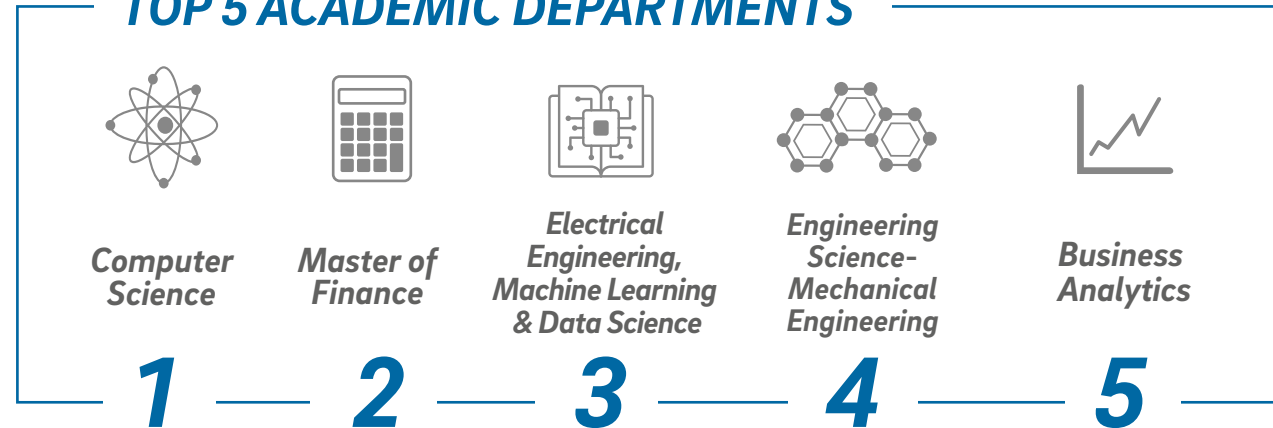 TOP 5 ACADEMIC DEPARTMENTS
Computer
Science
Master of
Finance
Electrical
Engineering,
Machine Learning
& Data Science
Engineering
Science-
Mechanical
Engineering
Business
Analytics
1
2
3
4
5